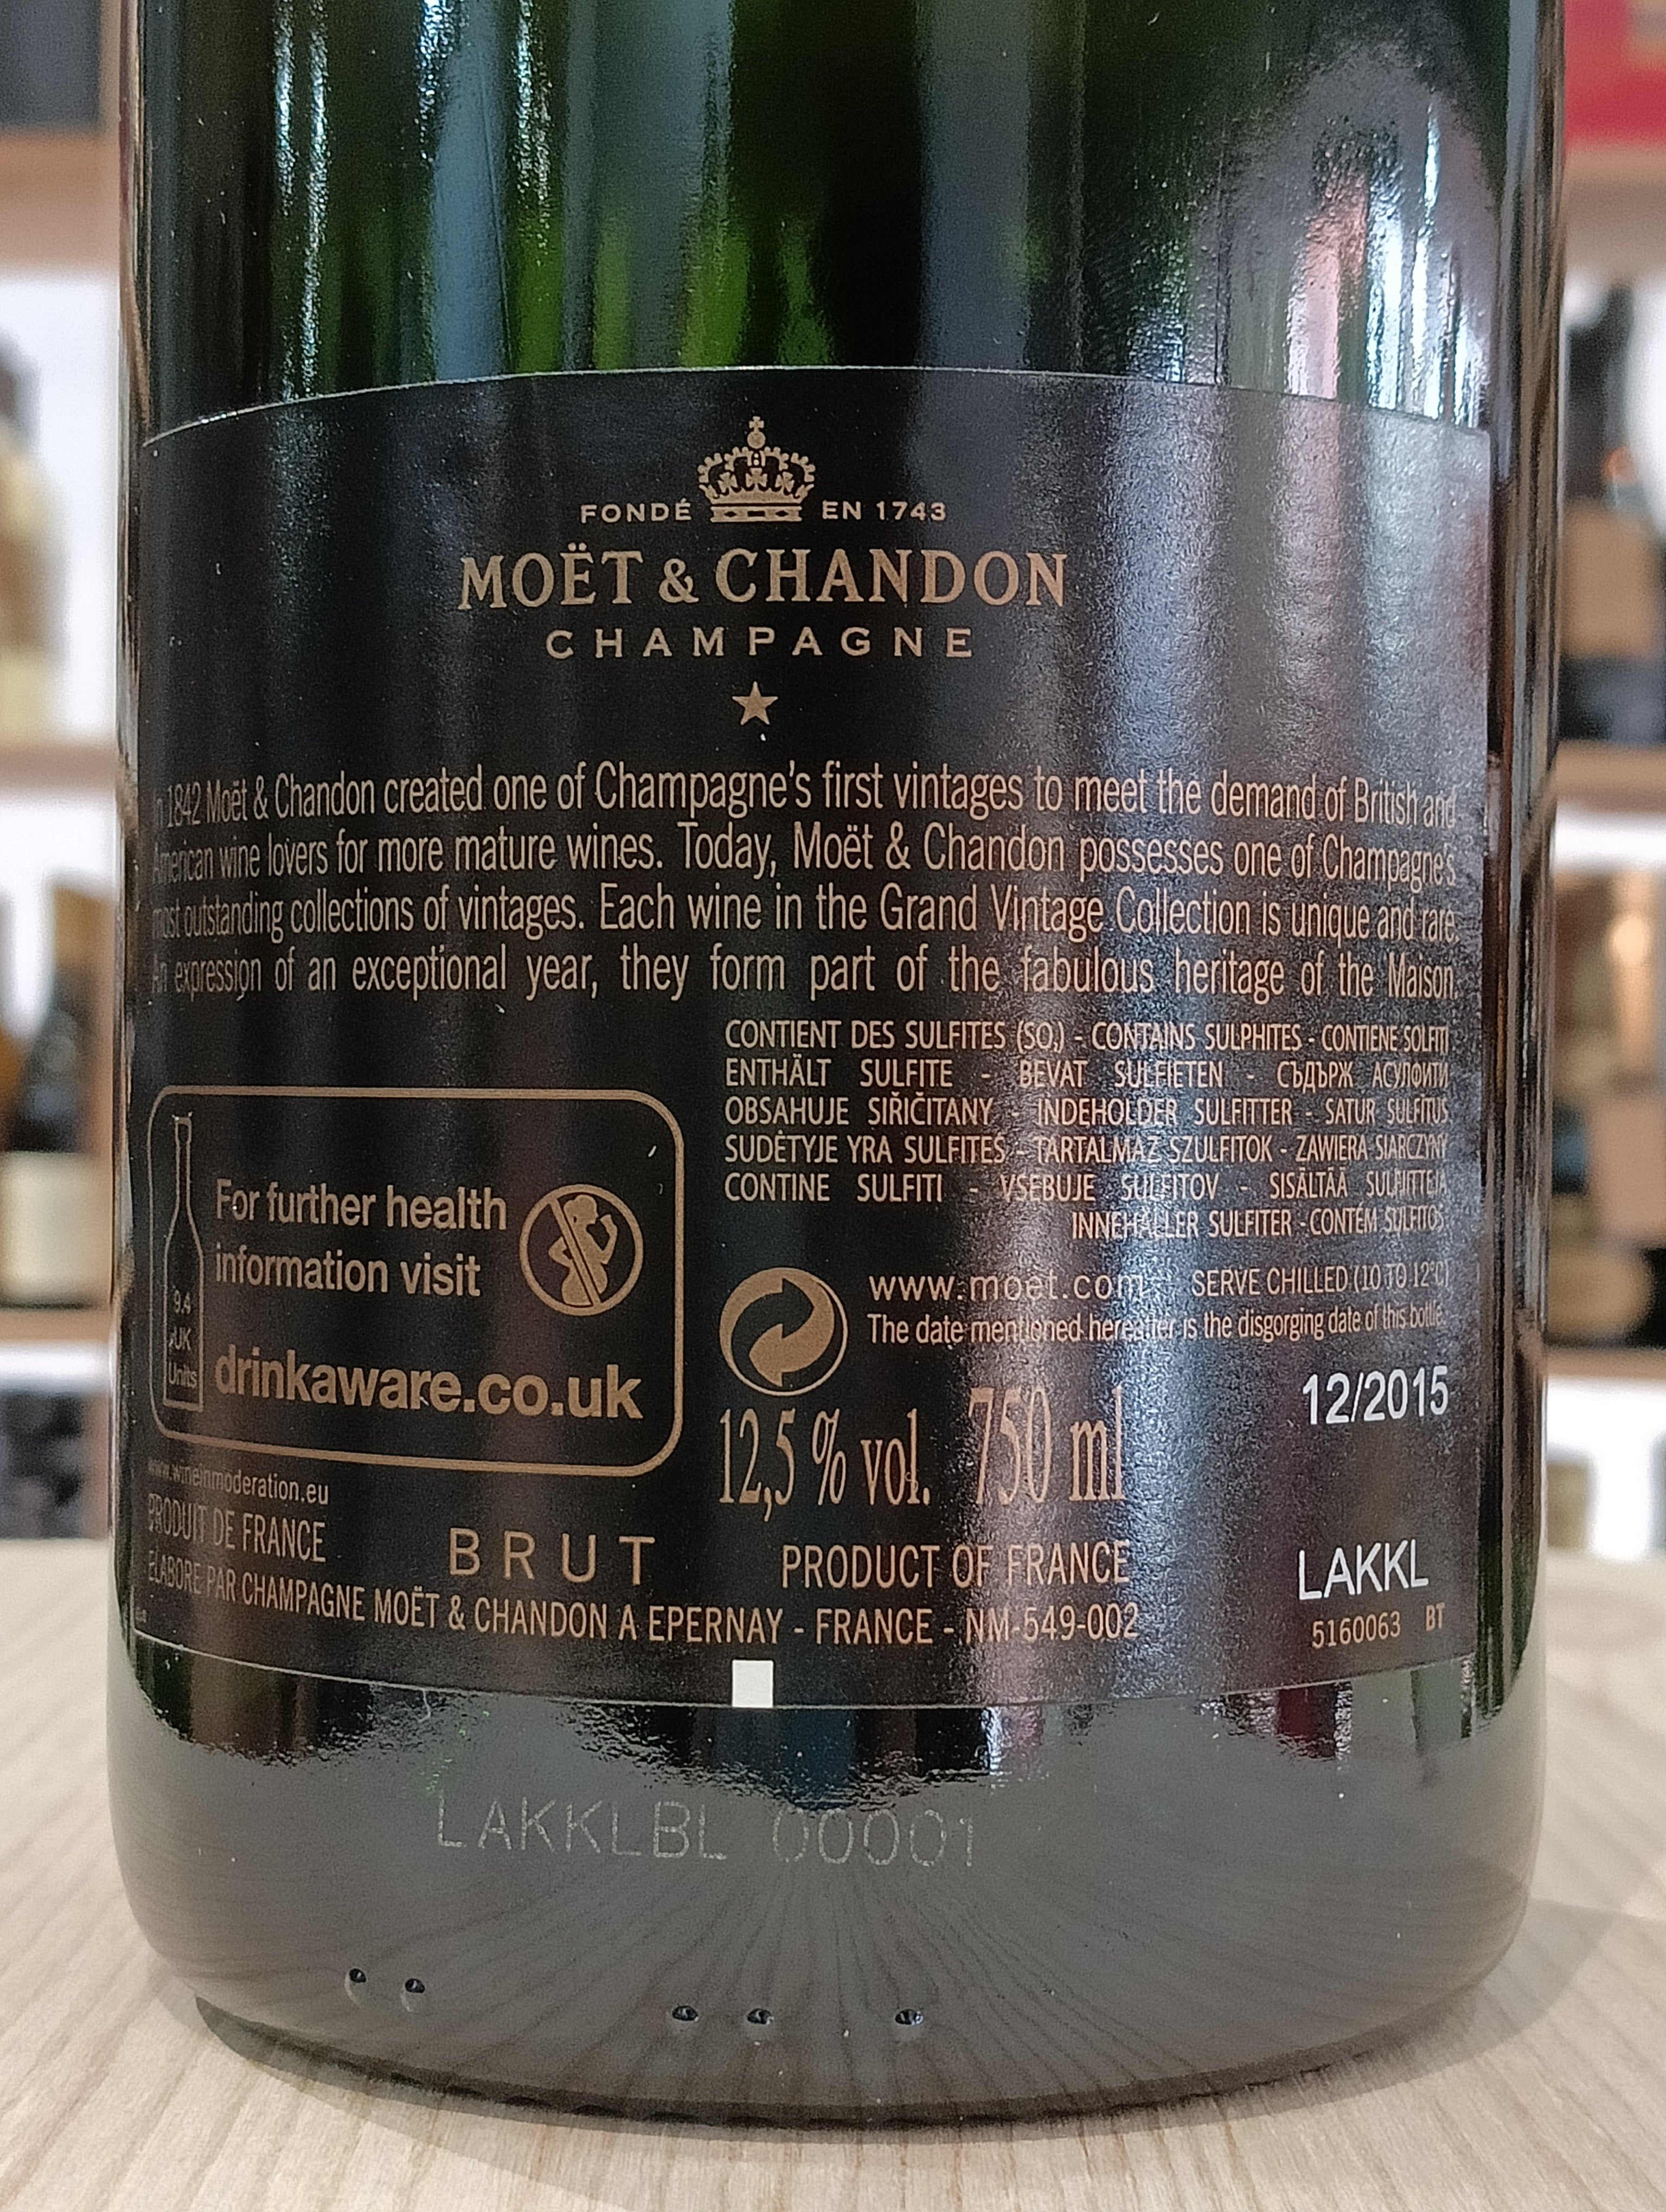 FONDÉ EN 1743
MOËT & CHANDON
CHAMPAGNE
In 1842 Moët & Chandon created one of Champagne's first vintages to meet the demand of British and
American wine lovers for more mature wines. Today, Moët & Chandon possesses one of Champagne's
most outstanding collections of vintages. Each wine in the Grand Vintage Collection is unique and rare.
An expression of an exceptional year, they form part of the fabulous heritage of the Maison.
CONTIENT DES SULFITES (SO₂) - CONTAINS SULPHITES - CONTIENE SOLFITI
ENTHÄLT SULFITE - BEVAT SULFIETEN - СЪДЪРЖ АСУЛФИТИ
OBSAHUJE SIŘIČITANY - INDEHOLDER SULFITTER - SATUR SULFĪTUS
SUDĖTYJE YRA SULFITES - TARTALMAZ SZULFITOK - ZAWIERA SIARCZYNY
CONTINE SULFITI - VSEBUJE SULFITOV - SISÄLTÄÄ SULFIITTEJA
INNEHÅLLER SULFITER - CONTÉM SULFITOS.
9.4
UK
Units
For further health
information visit
drinkaware.co.uk
www.moet.com SERVE CHILLED (10 TO 12°C)
The date mentioned hereafter is the disgorging date of this bottle.
12/2015
12,5 % vol. 750 ml
www.wineinmoderation.eu
PRODUIT DE FRANCE
BRUT
PRODUCT OF FRANCE
LAKKL
ELABORE PAR CHAMPAGNE MOËT & CHANDON A EPERNAY - FRANCE - NM-549-002
5160063 BT
LAKKLBL 00001